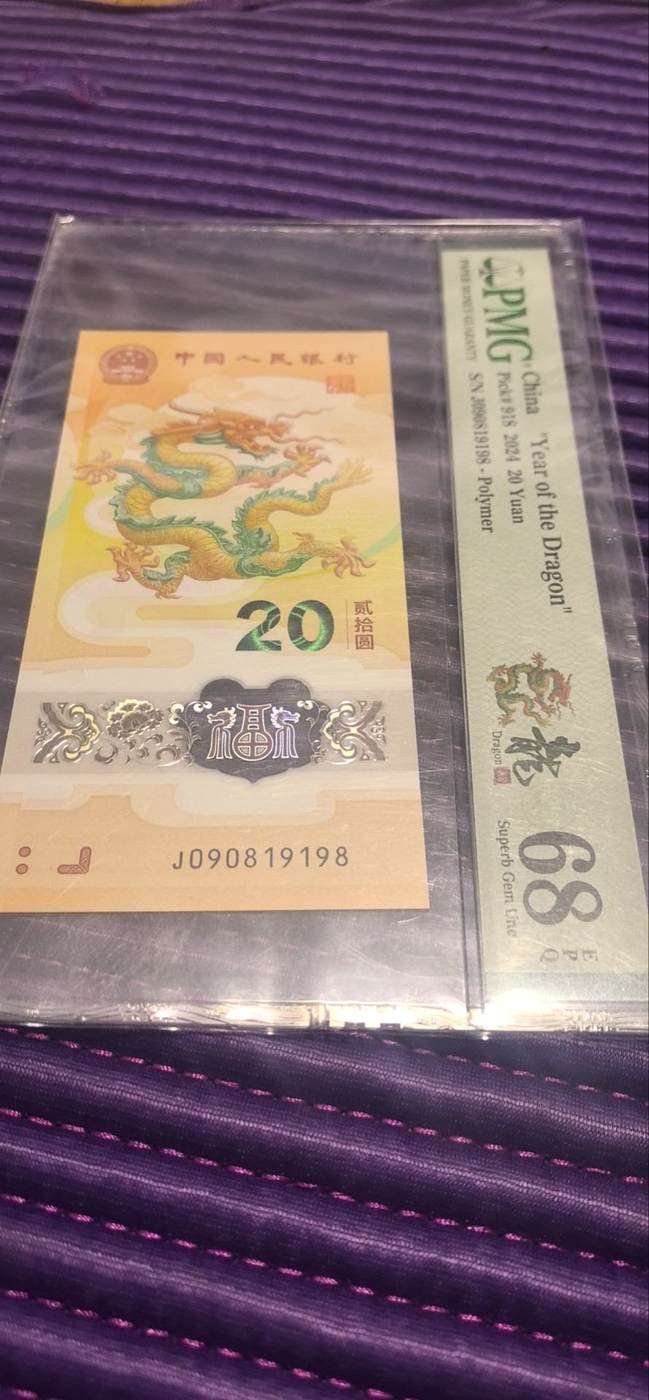 中国人民银行
20
贰拾圆
福
J090819198
PMG
PAPER MONEY GUARANTY
China "Year of the Dragon"
Pick# 918 2024 20 Yuan
S/N J090819198 - Polymer
龍
Dragon
68 EPQ
Superb Gem Unc